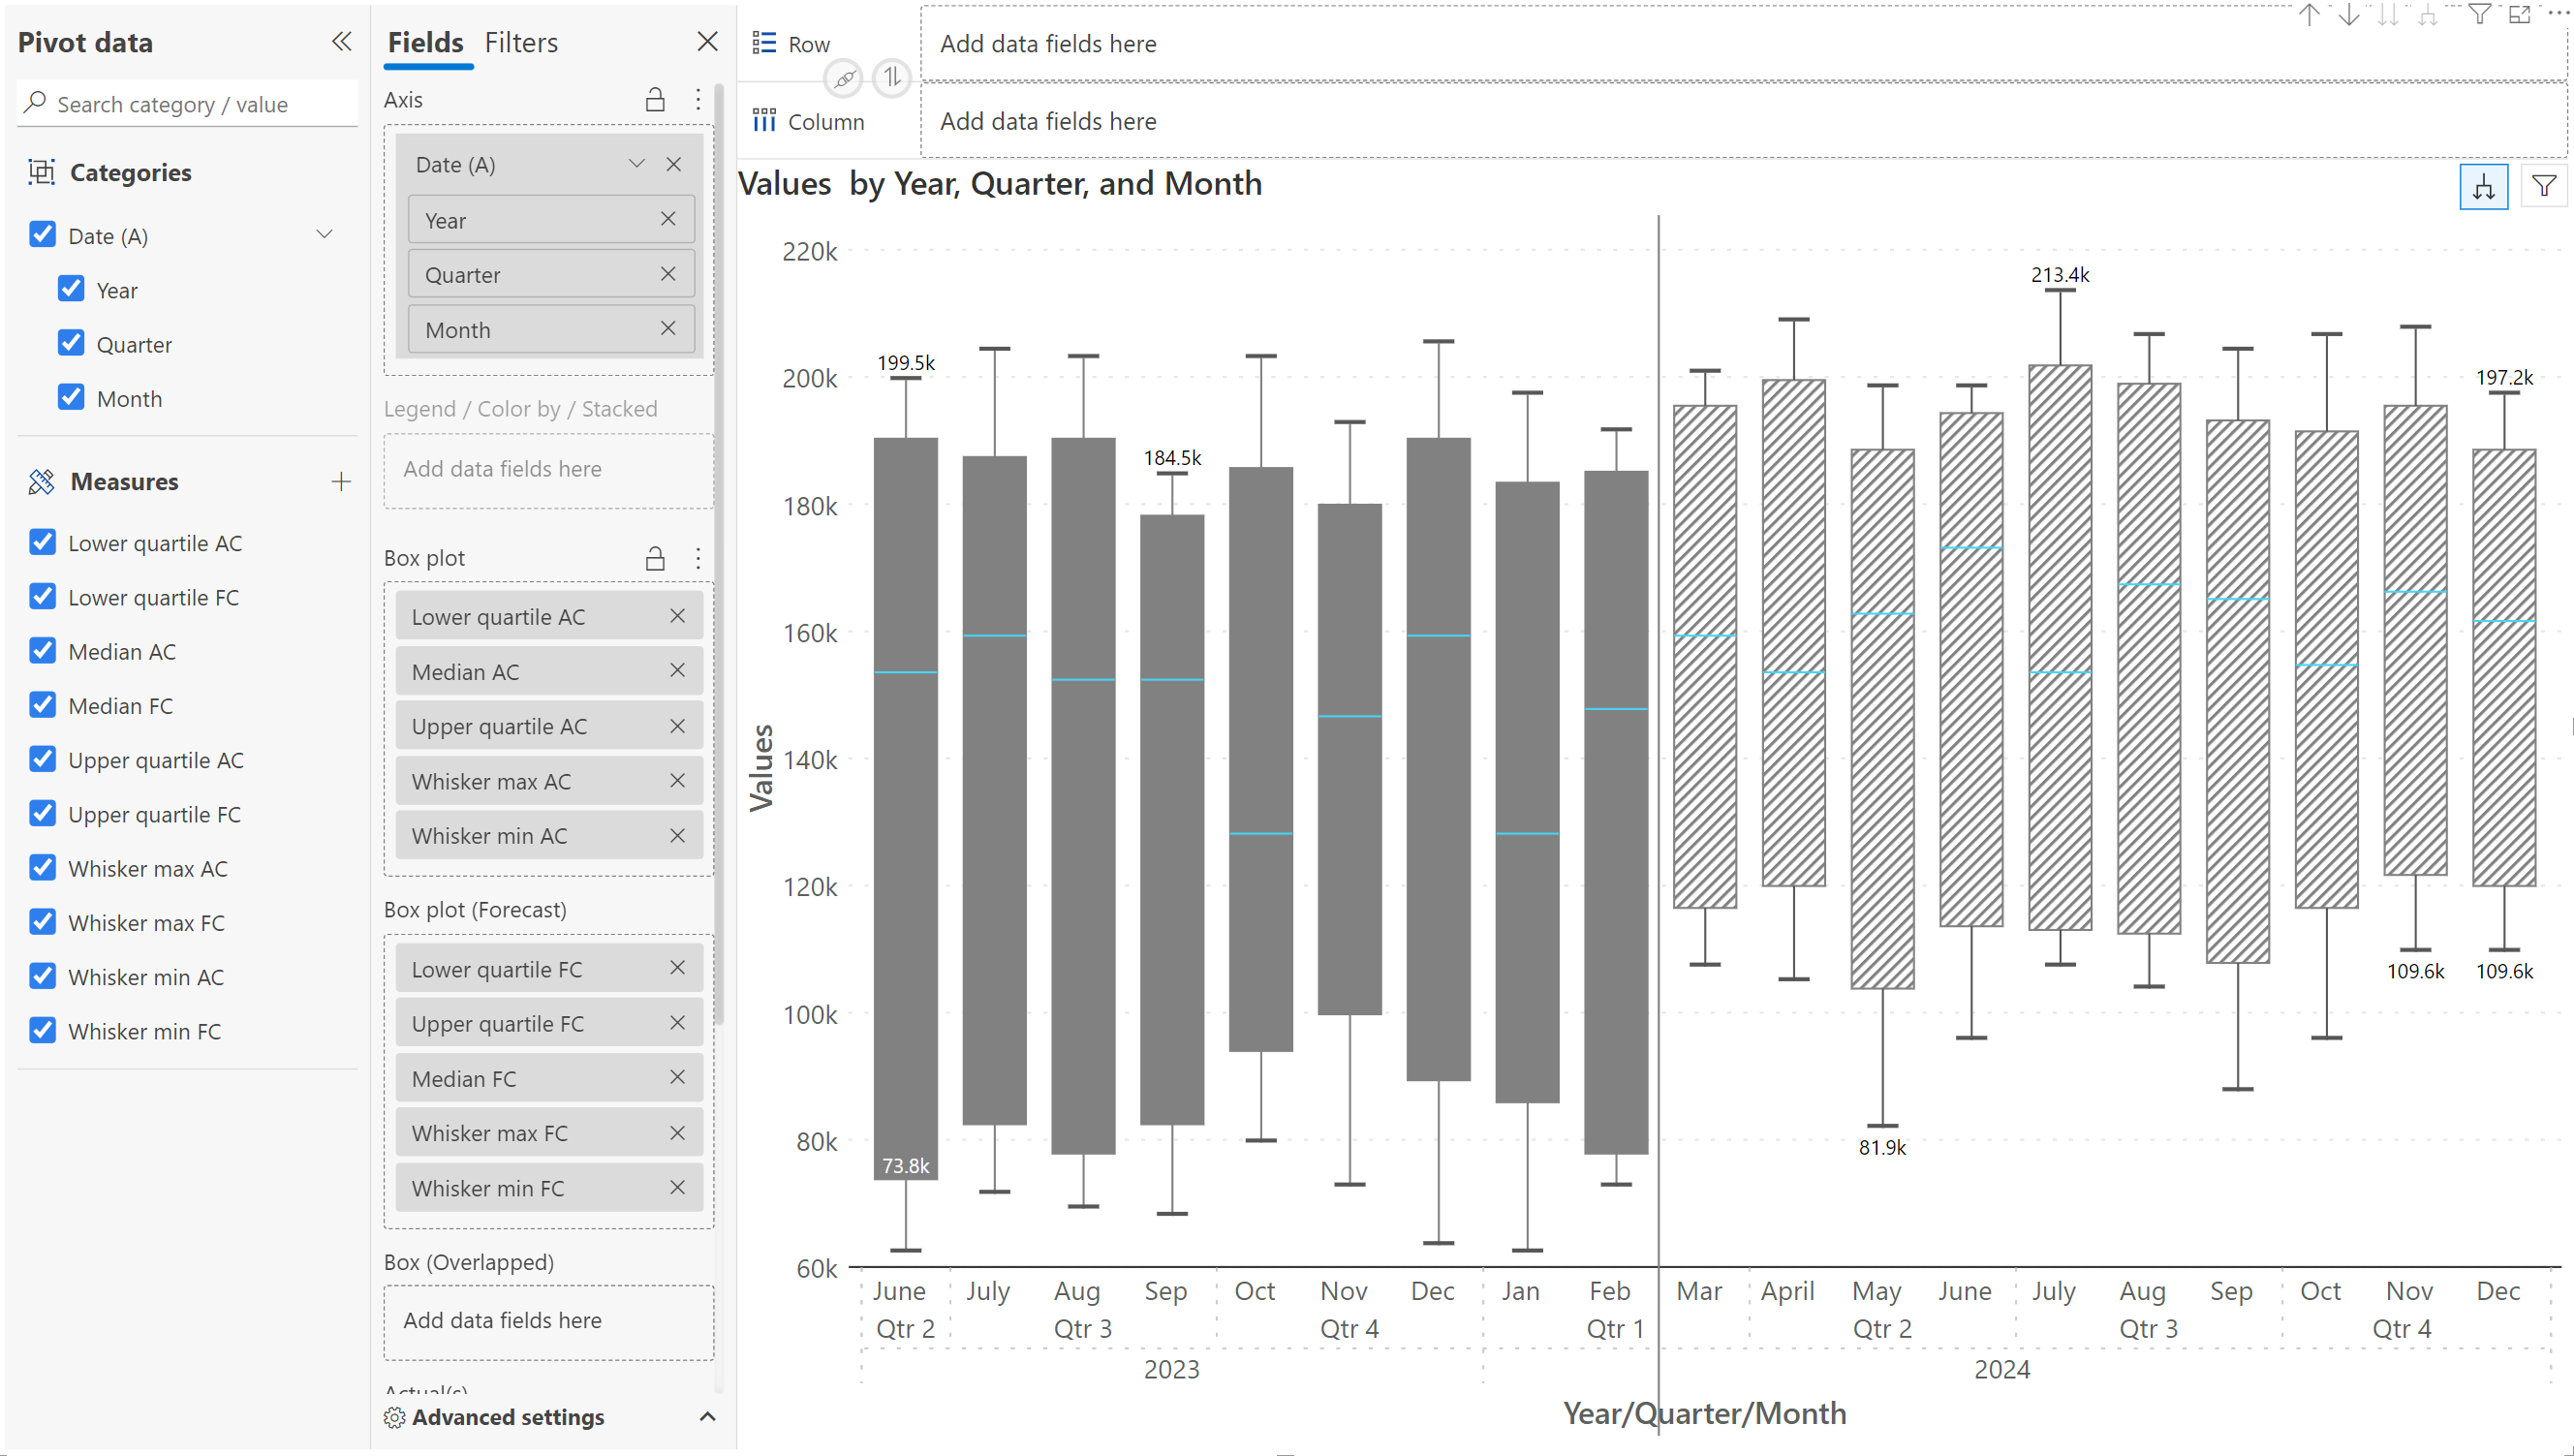 Pivot data
Search category / value
Categories
Date (A)
Year
Quarter
Month
Measures
Lower quartile AC
Lower quartile FC
Median AC
Median FC
Upper quartile AC
Upper quartile FC
Whisker max AC
Whisker max FC
Whisker min AC
Whisker min FC
Fields Filters
Axis
Date (A)
Year
Quarter
Month
Legend / Color by / Stacked
Add data fields here
Box plot
Lower quartile AC
Median AC
Upper quartile AC
Whisker max AC
Whisker min AC
Box plot (Forecast)
Lower quartile FC
Upper quartile FC
Median FC
Whisker max FC
Whisker min FC
Box (Overlapped)
Add data fields here
Actual(s)
Advanced settings
Row Add data fields here
Column Add data fields here
Values by Year, Quarter, and Month
Values
220k
200k
180k
160k
140k
120k
100k
80k
60k
199.5k
184.5k
213.4k
197.2k
73.8k
81.9k
109.6k 109.6k
June July Aug Sep Oct Nov Dec Jan Feb Mar April May June July Aug Sep Oct Nov Dec
Qtr 2 Qtr 3 Qtr 4 Qtr 1 Qtr 2 Qtr 3 Qtr 4
2023 2024
Year/Quarter/Month